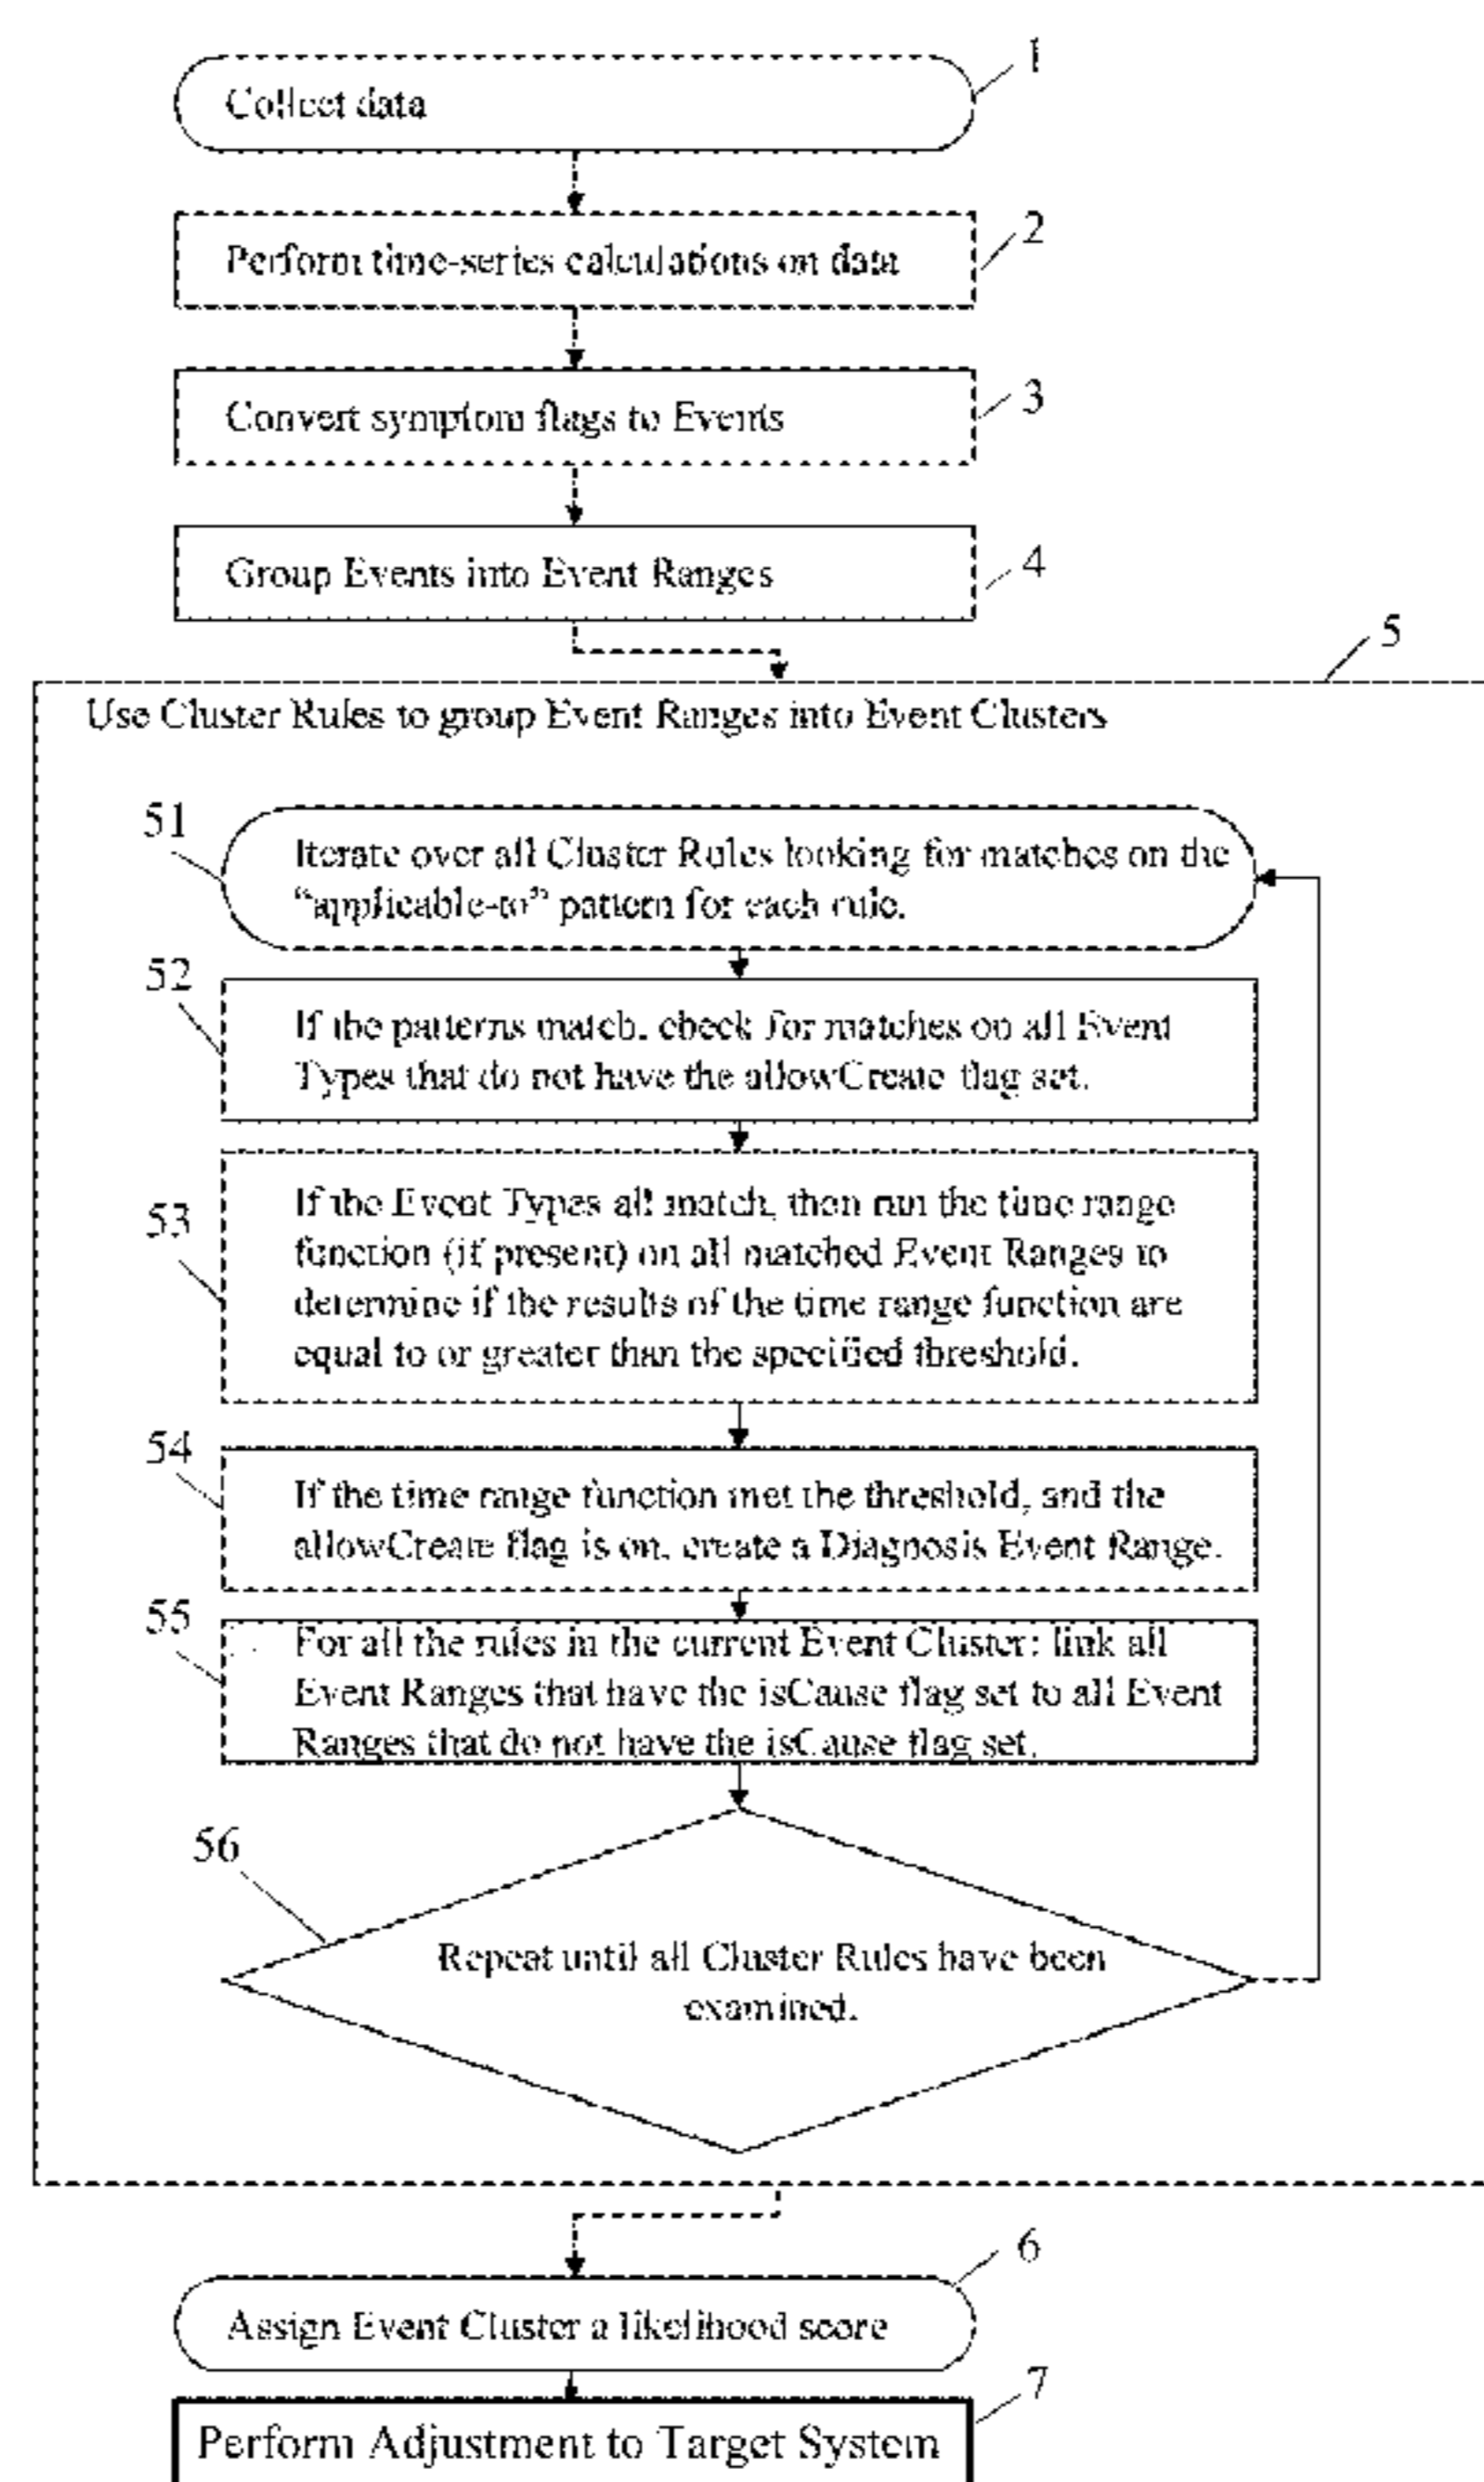 1
Collect data
2
Perform time-series calculations on data
3
Convert symptom flags to Events
4
Group Events into Event Ranges
5
Use Cluster Rules to group Event Ranges into Event Clusters
51
Iterate over all Cluster Rules looking for matches on the
“applicable-to” pattern for each rule.
52
If the patterns match, check for matches on all Event
Types that do not have the allowCreate flag set.
53
If the Event Types all match, then run the time range
function (if present) on all matched Event Ranges to
determine if the results of the time range function are
equal to or greater than the specified threshold.
54
If the time range function met the threshold, and the
allowCreate flag is on, create a Diagnosis Event Range.
55
For all the rules in the current Event Cluster: link all
Event Ranges that have the isCause flag set to all Event
Ranges that do not have the isCause flag set.
56
Repeat until all Cluster Rules have been
examined.
6
Assign Event Cluster a likelihood score
7
Perform Adjustment to Target System